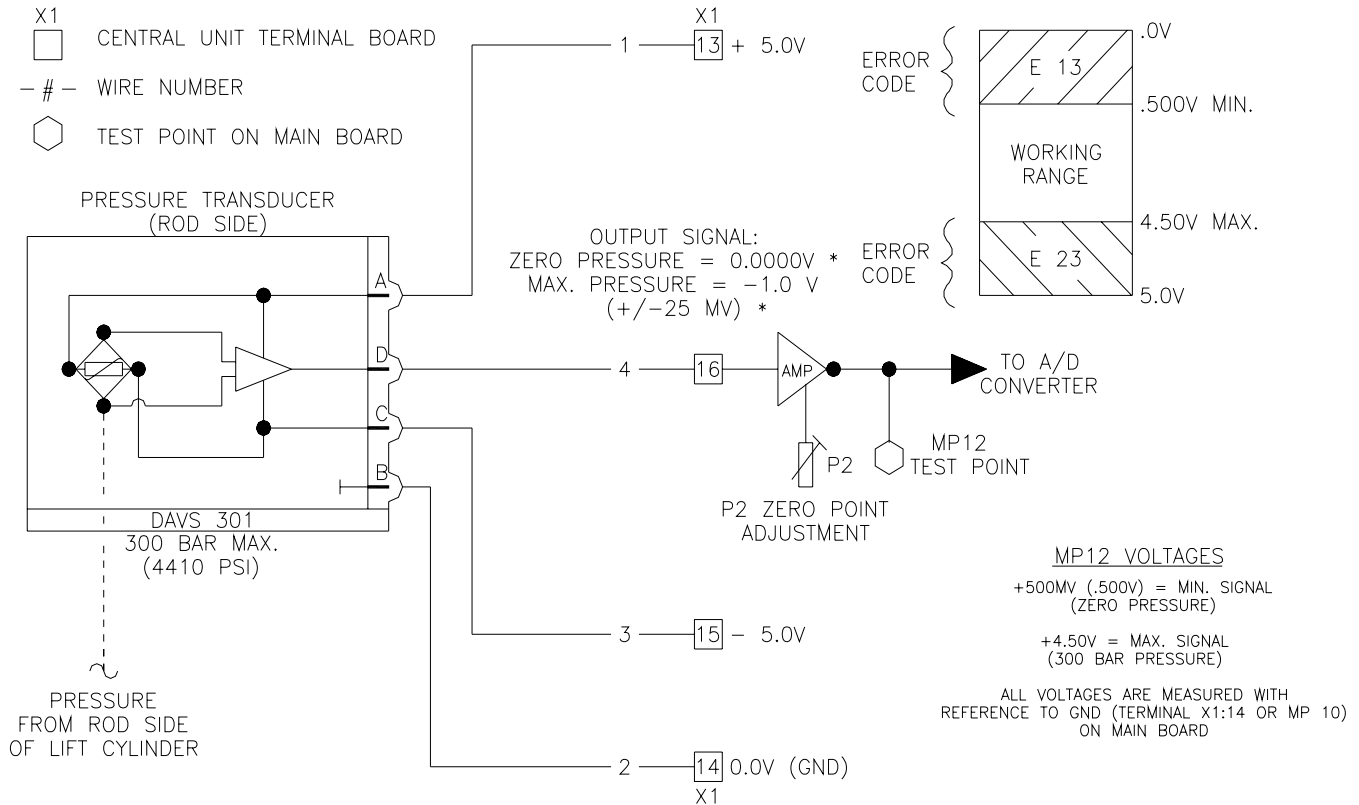 X1
CENTRAL UNIT TERMINAL BOARD
-#- WIRE NUMBER
TEST POINT ON MAIN BOARD
PRESSURE TRANSDUCER
(ROD SIDE)
A
D
C
B
DAVS 301
300 BAR MAX.
(4410 PSI)
PRESSURE
FROM ROD SIDE
OF LIFT CYLINDER
X1
1
13 + 5.0V
OUTPUT SIGNAL:
ZERO PRESSURE = 0.0000V *
MAX. PRESSURE = -1.0 V
(+/-25 MV) *
4
16
AMP
TO A/D
CONVERTER
P2
MP12
TEST POINT
P2 ZERO POINT
ADJUSTMENT
3
15 - 5.0V
2
14 0.0V (GND)
X1
ERROR
CODE
E 13
.0V
.500V MIN.
WORKING
RANGE
4.50V MAX.
ERROR
CODE
E 23
5.0V
MP12 VOLTAGES
+500MV (.500V) = MIN. SIGNAL
(ZERO PRESSURE)
+4.50V = MAX. SIGNAL
(300 BAR PRESSURE)
ALL VOLTAGES ARE MEASURED WITH
REFERENCE TO GND (TERMINAL X1:14 OR MP 10)
ON MAIN BOARD